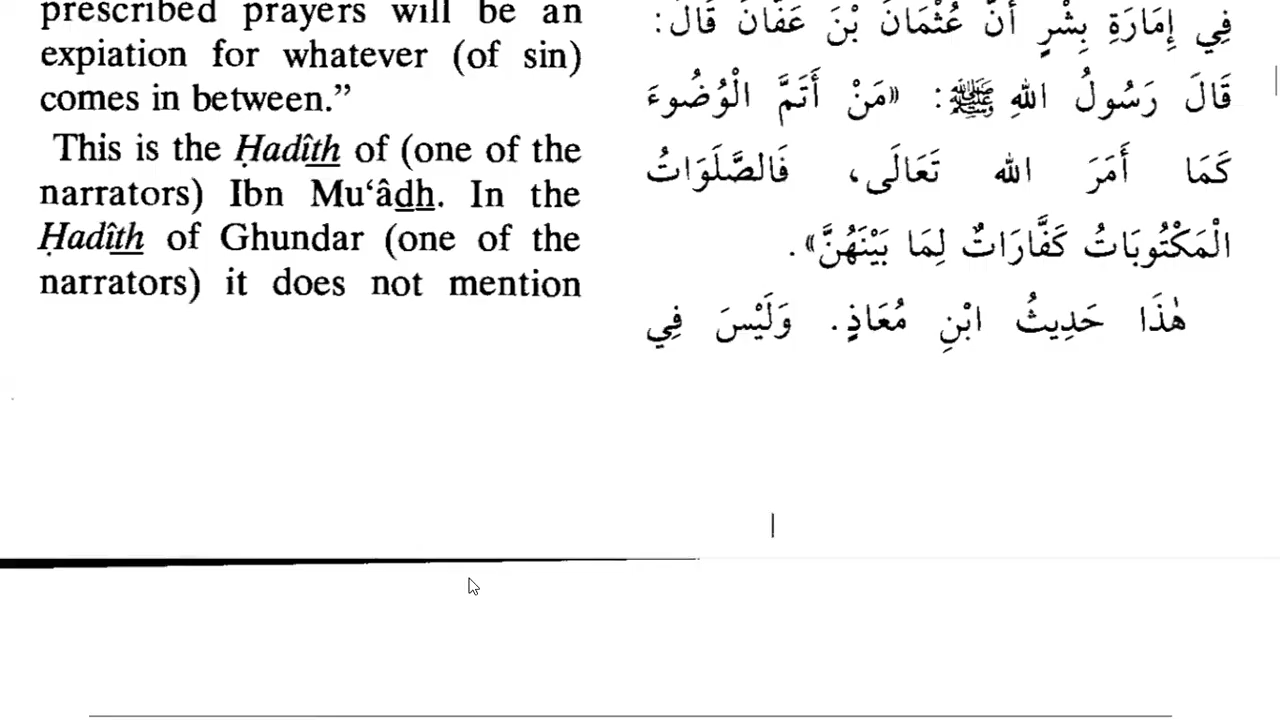 prescribed prayers will be an
expiation for whatever (of sin)
comes in between.”
This is the Ḥadîth of (one of the
narrators) Ibn Mu‘âdh. In the
Ḥadîth of Ghundar (one of the
narrators) it does not mention
فِي إِمَارَةِ بِشْرٍ أَنَّ عُثْمَانَ بْنَ عَفَّانَ قَالَ:
قَالَ رَسُولُ اللهِ ﷺ: «مَنْ أَتَمَّ الْوُضُوءَ
كَمَا أَمَرَ الله تَعَالَى، فَالصَّلَوَاتُ
الْمَكْتُوبَاتُ كَفَّارَاتٌ لِمَا بَيْنَهُنَّ».
هٰذَا حَدِيثُ ابْنِ مُعَاذٍ. وَلَيْسَ فِي